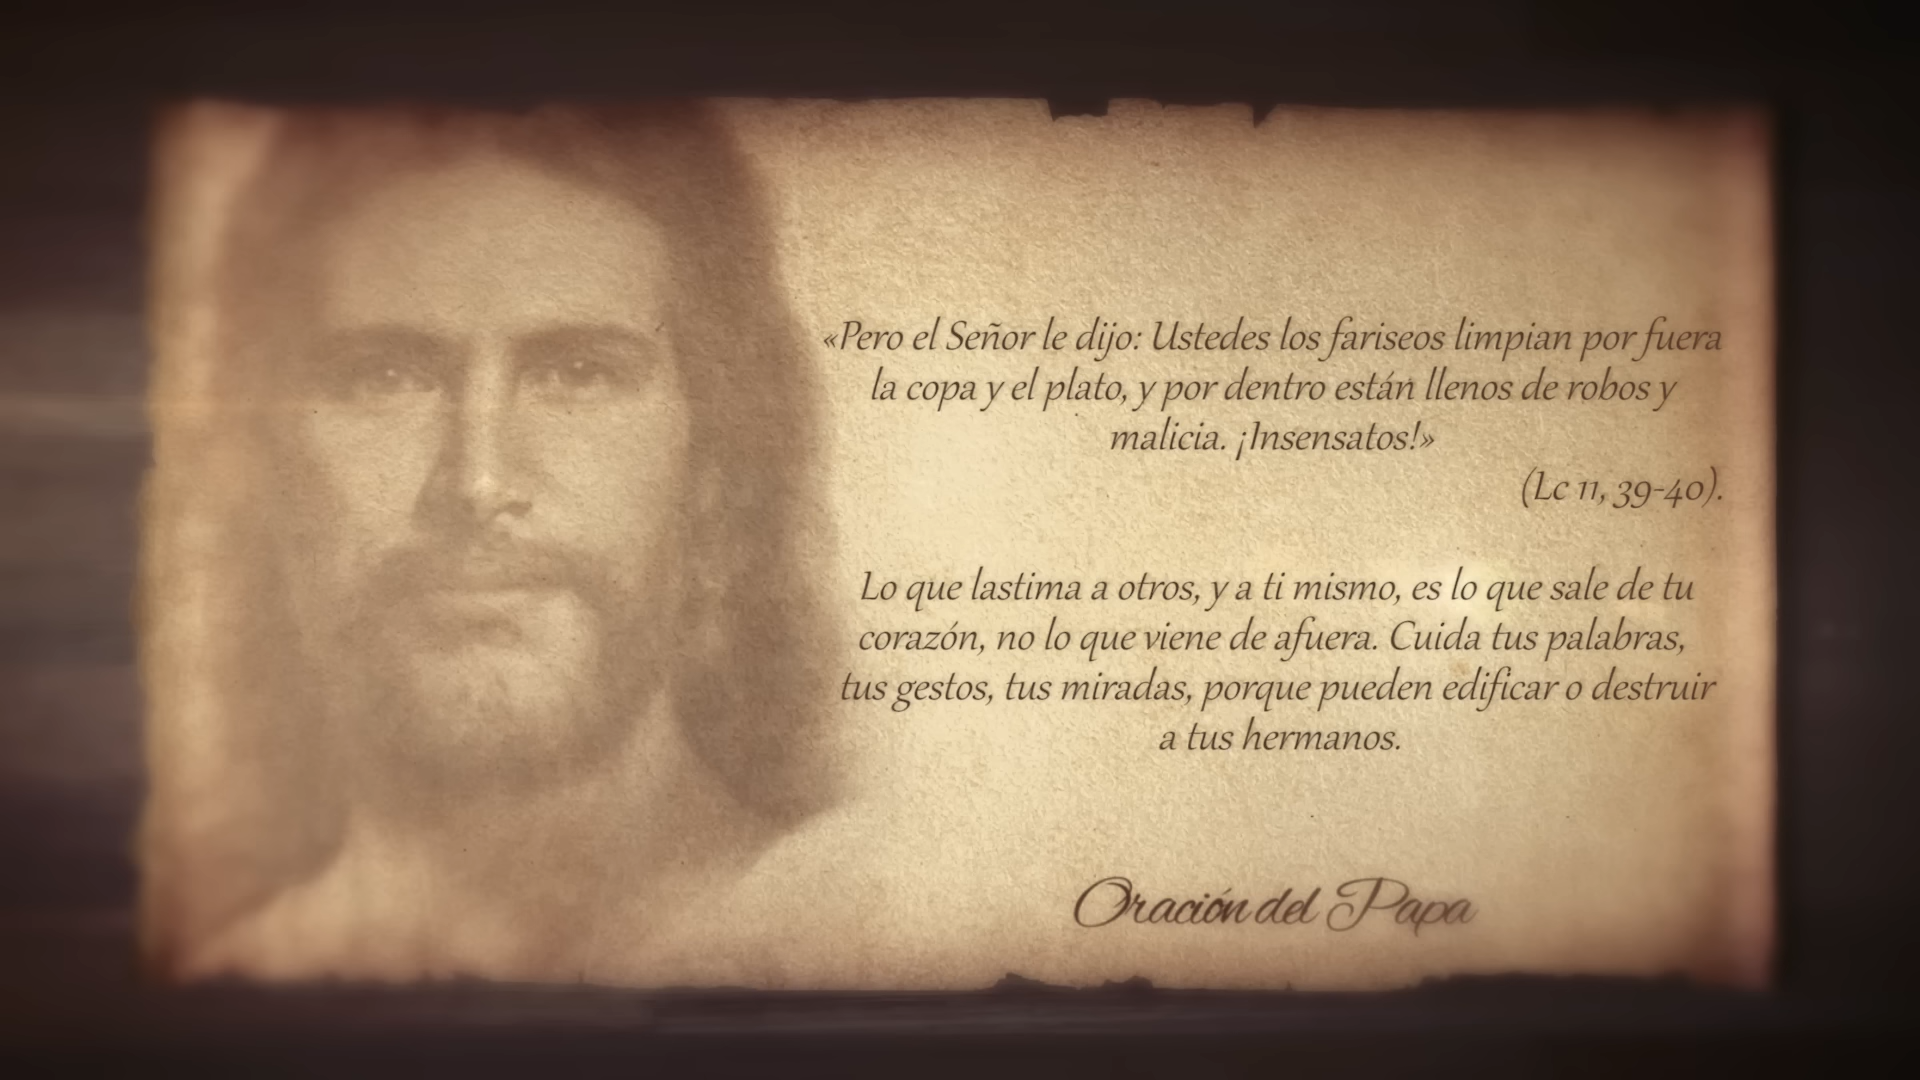 «Pero el Señor le dijo: Ustedes los fariseos limpian por fuera
la copa y el plato, y por dentro están llenos de robos y
malicia. ¡Insensatos!»
(Lc 11, 39-40).
Lo que lastima a otros, y a ti mismo, es lo que sale de tu
corazón, no lo que viene de afuera. Cuida tus palabras,
tus gestos, tus miradas, porque pueden edificar o destruir
a tus hermanos.
Oración del Papa